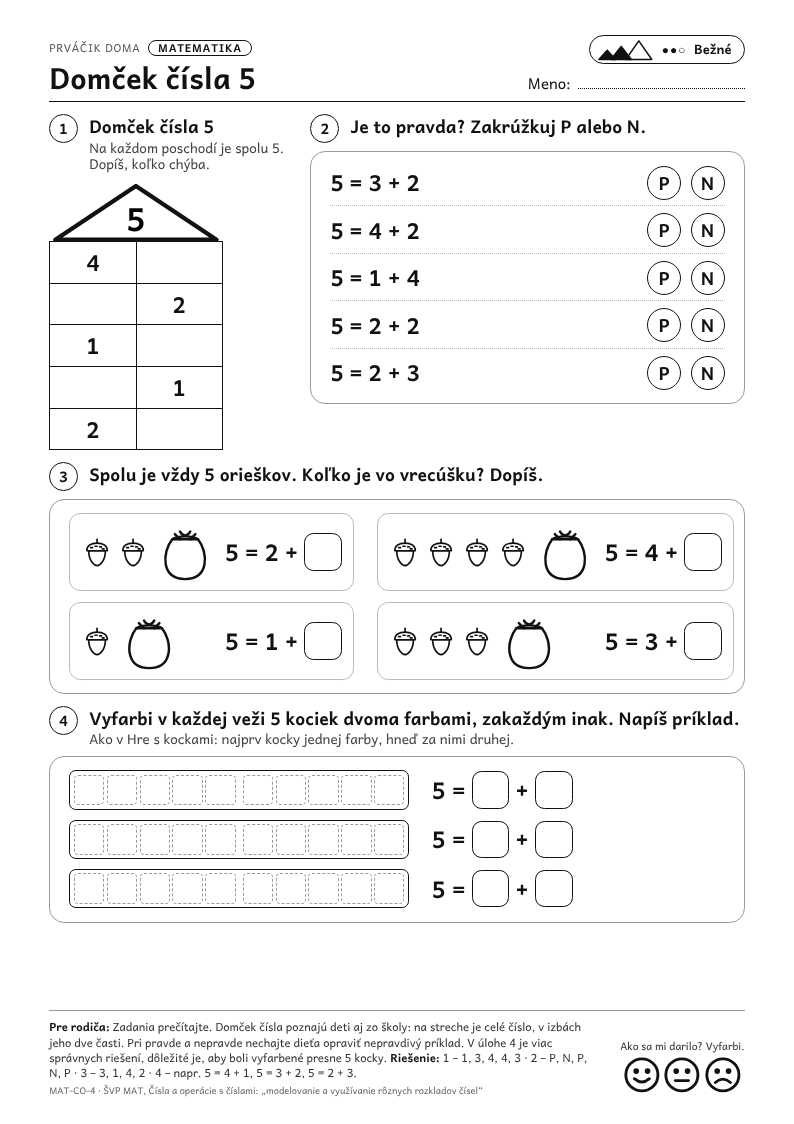 PRVÁČIK DOMA MATEMATIKA
●●○ Bežné
Domček čísla 5
Meno:
1 Domček čísla 5
Na každom poschodí je spolu 5.
Dopíš, koľko chýba.
5
4
2
1
1
2
2 Je to pravda? Zakrúžkuj P alebo N.
5 = 3 + 2 P N
5 = 4 + 2 P N
5 = 1 + 4 P N
5 = 2 + 2 P N
5 = 2 + 3 P N
3 Spolu je vždy 5 orieškov. Koľko je vo vrecúšku? Dopíš.
5 = 2 + 5 = 4 +
5 = 1 + 5 = 3 +
4 Vyfarbi v každej veži 5 kociek dvoma farbami, zakaždým inak. Napíš príklad.
Ako v Hre s kockami: najprv kocky jednej farby, hneď za nimi druhej.
5 = +
5 = +
5 = +
Pre rodiča: Zadania prečítajte. Domček čísla poznajú deti aj zo školy: na streche je celé číslo, v izbách
jeho dve časti. Pri pravde a nepravde nechajte dieťa opraviť nepravdivý príklad. V úlohe 4 je viac
správnych riešení, dôležité je, aby boli vyfarbené presne 5 kocky. Riešenie: 1 – 1, 3, 4, 4, 3 · 2 – P, N, P,
N, P · 3 – 3, 1, 4, 2 · 4 – napr. 5 = 4 + 1, 5 = 3 + 2, 5 = 2 + 3.
MAT-CO-4 · ŠVP MAT, Čísla a operácie s číslami: „modelovanie a využívanie rôznych rozkladov čísel“
Ako sa mi darilo? Vyfarbi.